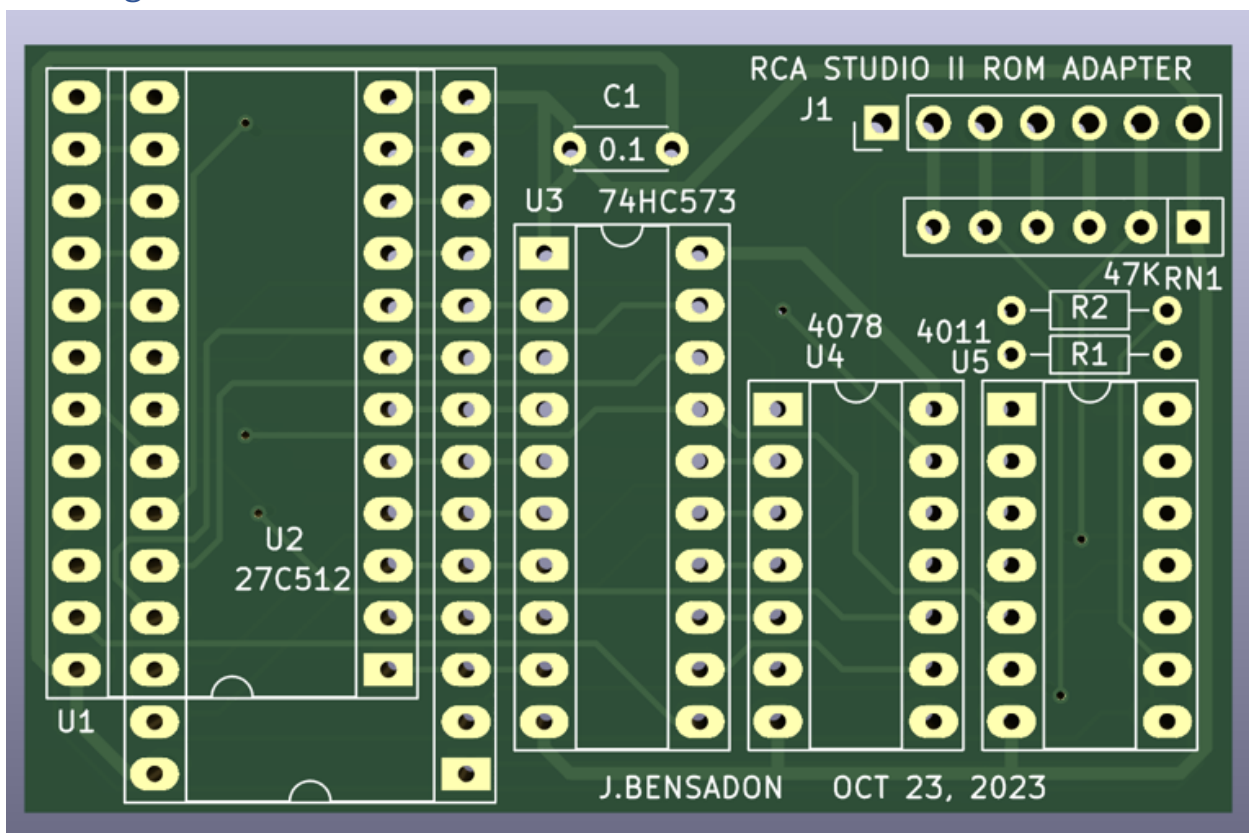 RCA STUDIO II ROM ADAPTER
J1
C1
0.1
U3 74HC573
47K RN1
R2
4078
4011
U4
U5
R1
U2
27C512
U1
J.BENSADON OCT 23, 2023